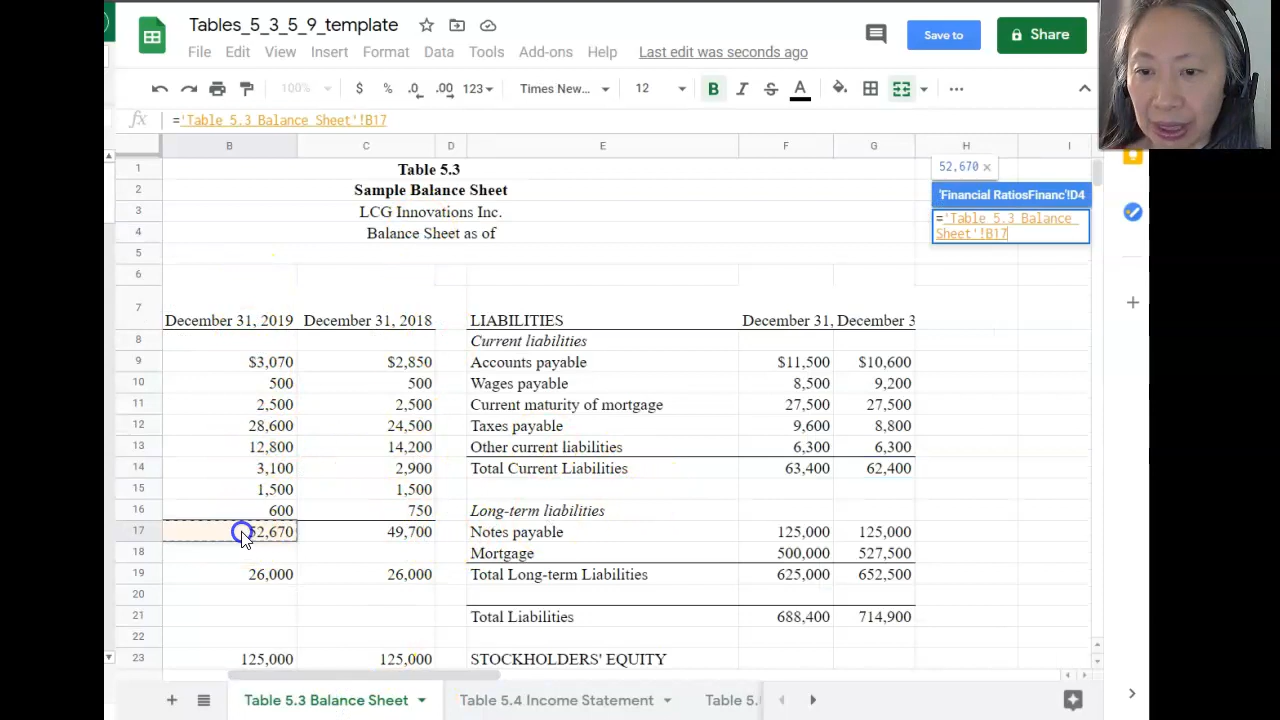 Tables_5_3_5_9_template
File Edit View Insert Format Data Tools Add-ons Help Last edit was seconds ago
Save to
Share
100% $ % .0 .00 123 Times New... 12 B I S A
fx ='Table 5.3 Balance Sheet'!B17
B C D E F G H I
1 Table 5.3
2 Sample Balance Sheet
3 LCG Innovations Inc.
4 Balance Sheet as of
5
6
52,670 ×
'Financial RatiosFinanc'!D4
='Table 5.3 Balance
Sheet'!B17
7 December 31, 2019 December 31, 2018 LIABILITIES December 31, December 3
8 Current liabilities
9 $3,070 $2,850 Accounts payable $11,500 $10,600
10 500 500 Wages payable 8,500 9,200
11 2,500 2,500 Current maturity of mortgage 27,500 27,500
12 28,600 24,500 Taxes payable 9,600 8,800
13 12,800 14,200 Other current liabilities 6,300 6,300
14 3,100 2,900 Total Current Liabilities 63,400 62,400
15 1,500 1,500
16 600 750 Long-term liabilities
17 52,670 49,700 Notes payable 125,000 125,000
18 Mortgage 500,000 527,500
19 26,000 26,000 Total Long-term Liabilities 625,000 652,500
20
21 Total Liabilities 688,400 714,900
22
23 125,000 125,000 STOCKHOLDERS' EQUITY
Table 5.3 Balance Sheet Table 5.4 Income Statement Table 5.